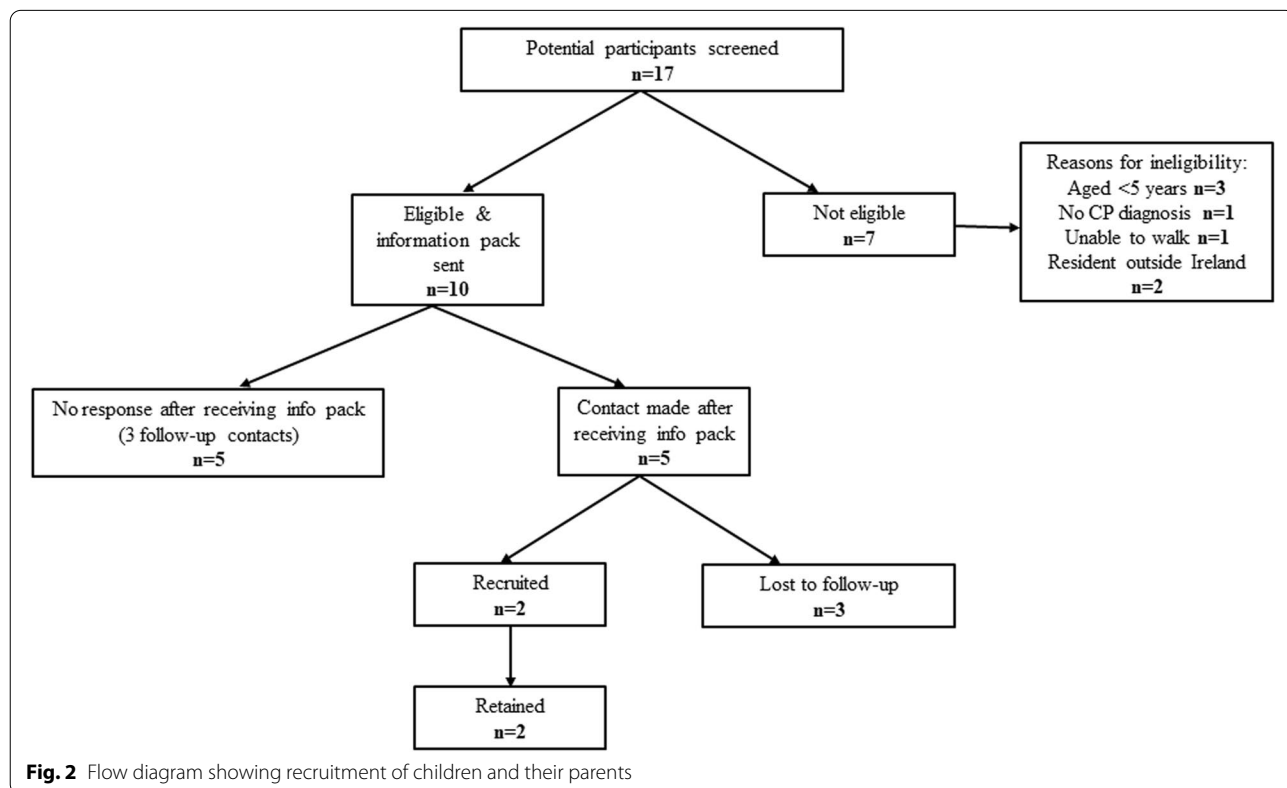 Potential participants screened
n=17
Eligible &
information pack
sent
n=10
Not eligible
n=7
Reasons for ineligibility:
Aged <5 years n=3
No CP diagnosis n=1
Unable to walk n=1
Resident outside Ireland
n=2
No response after receiving info pack
(3 follow-up contacts)
n=5
Contact made after
receiving info pack
n=5
Recruited
n=2
Lost to follow-up
n=3
Retained
n=2
Fig. 2 Flow diagram showing recruitment of children and their parents